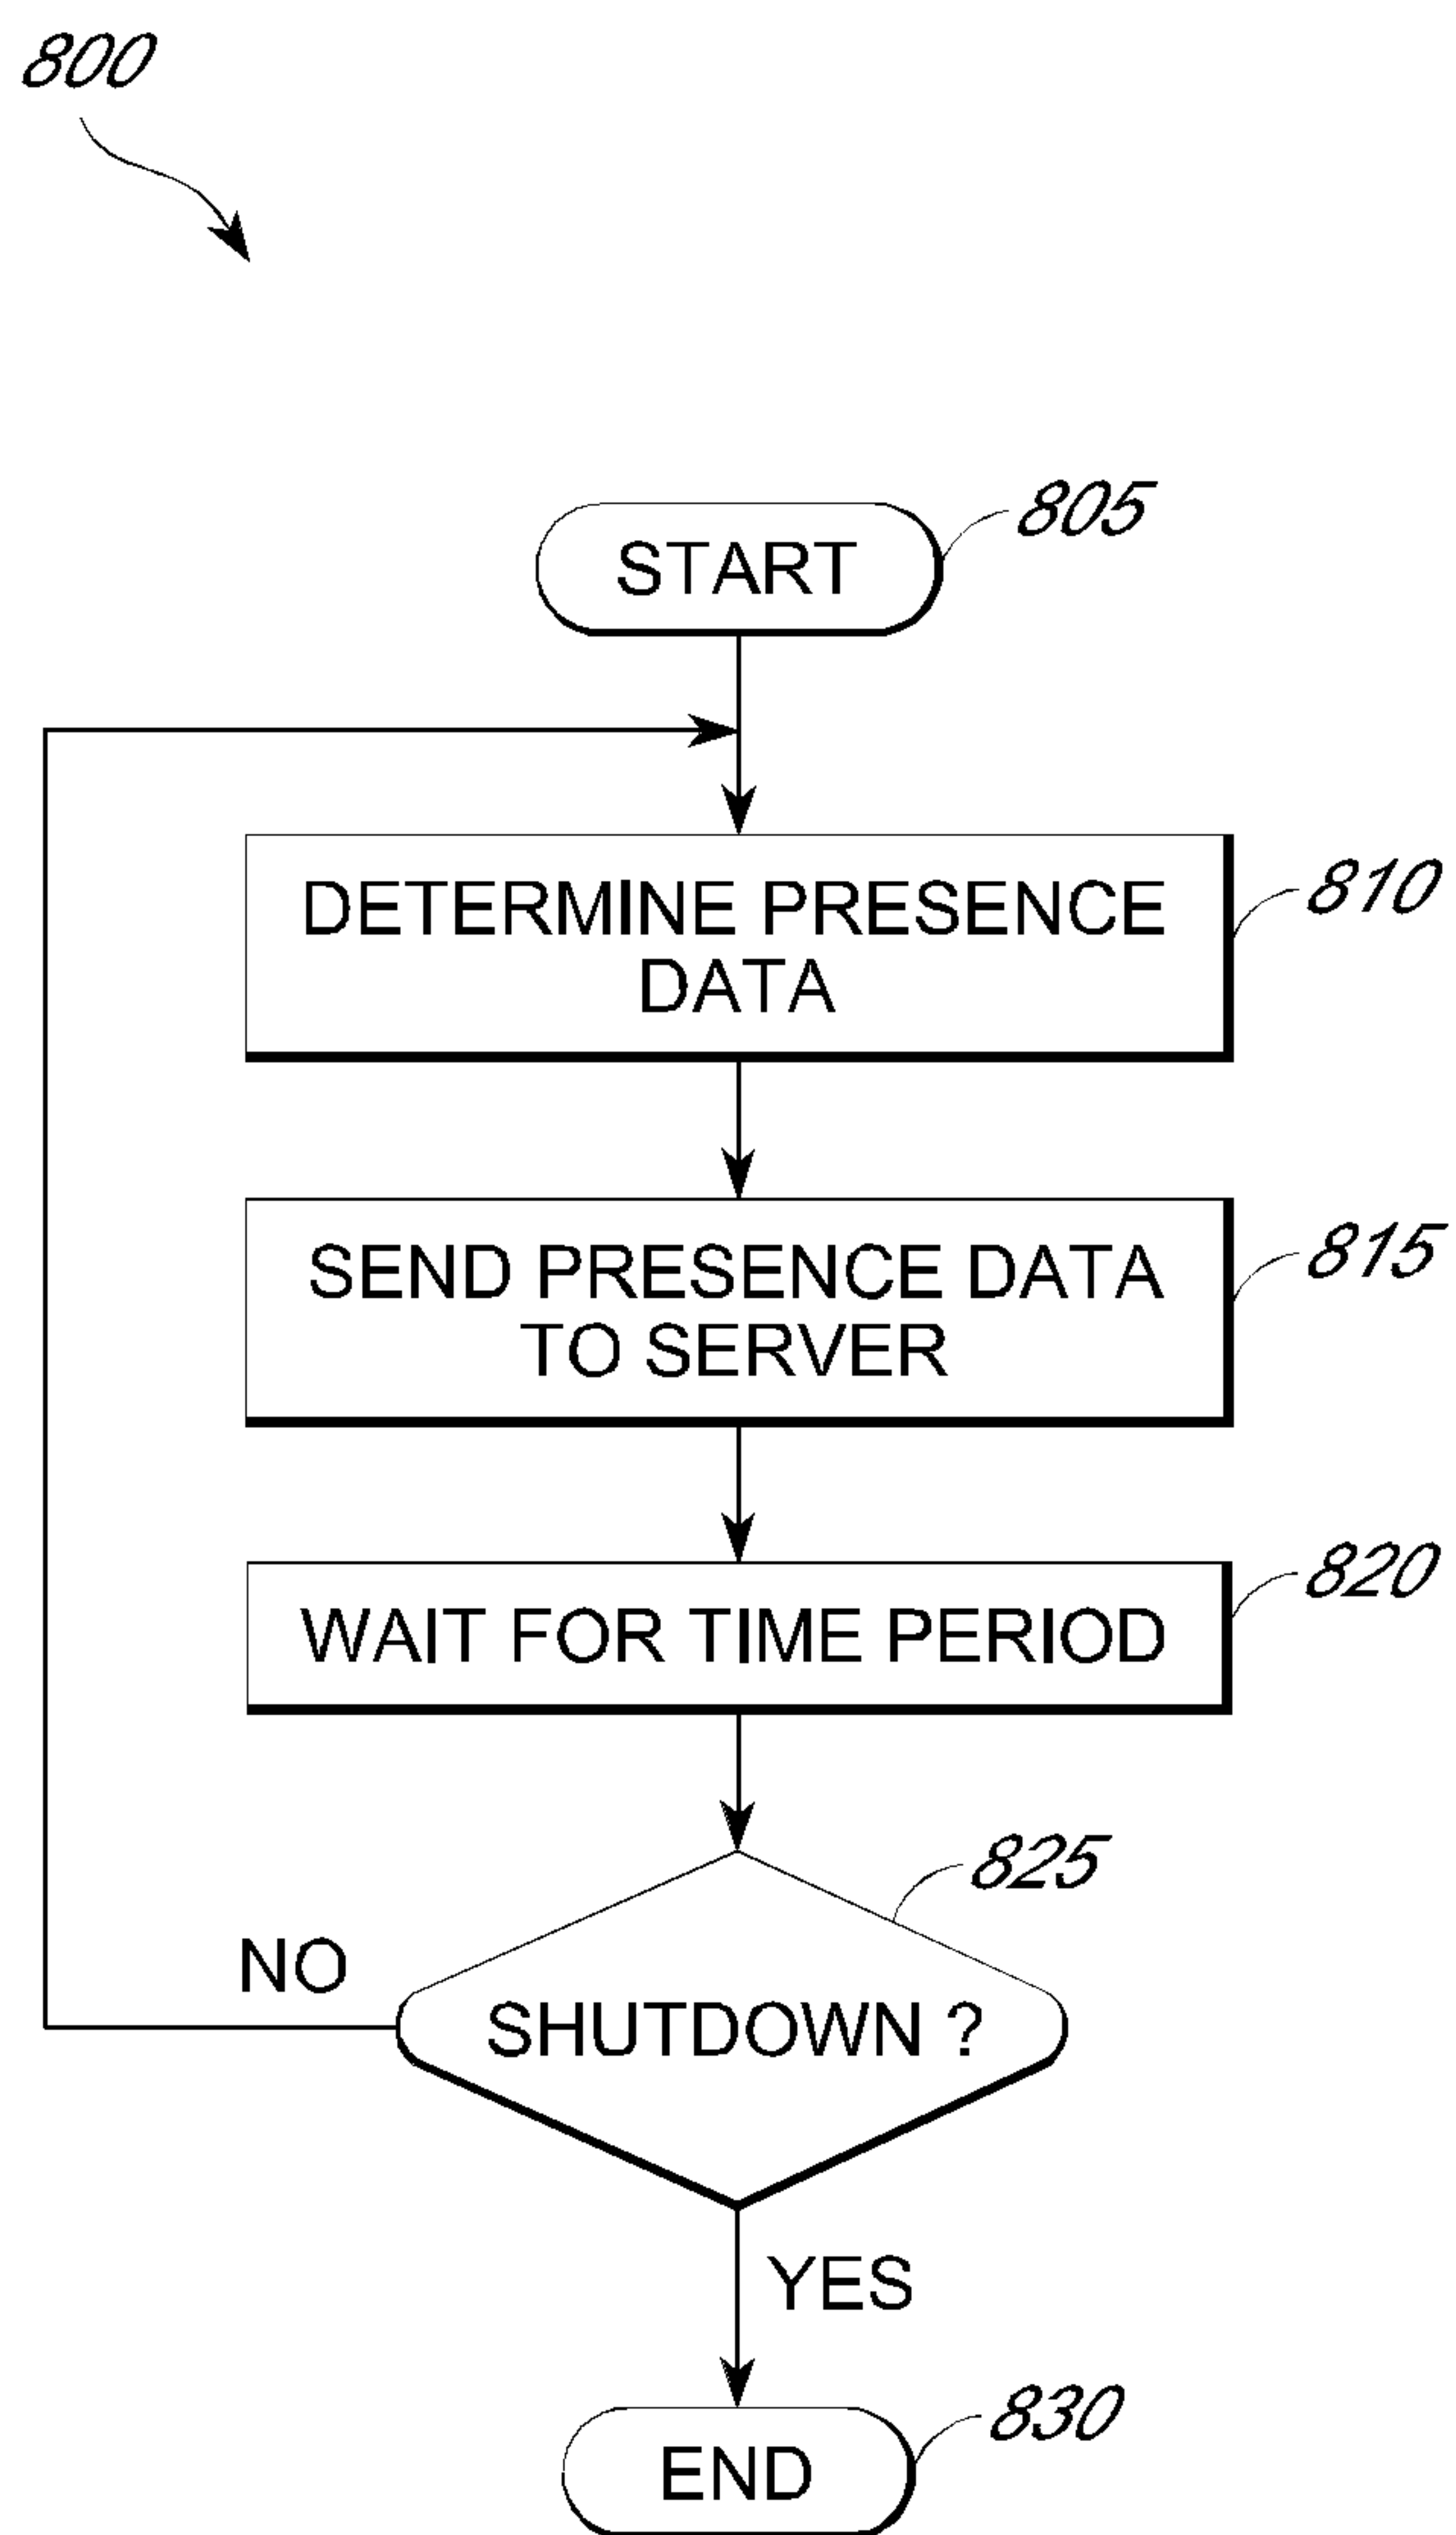 800
START
805
DETERMINE PRESENCE
DATA
810
SEND PRESENCE DATA
TO SERVER
815
WAIT FOR TIME PERIOD
820
825
NO
SHUTDOWN ?
YES
END
830